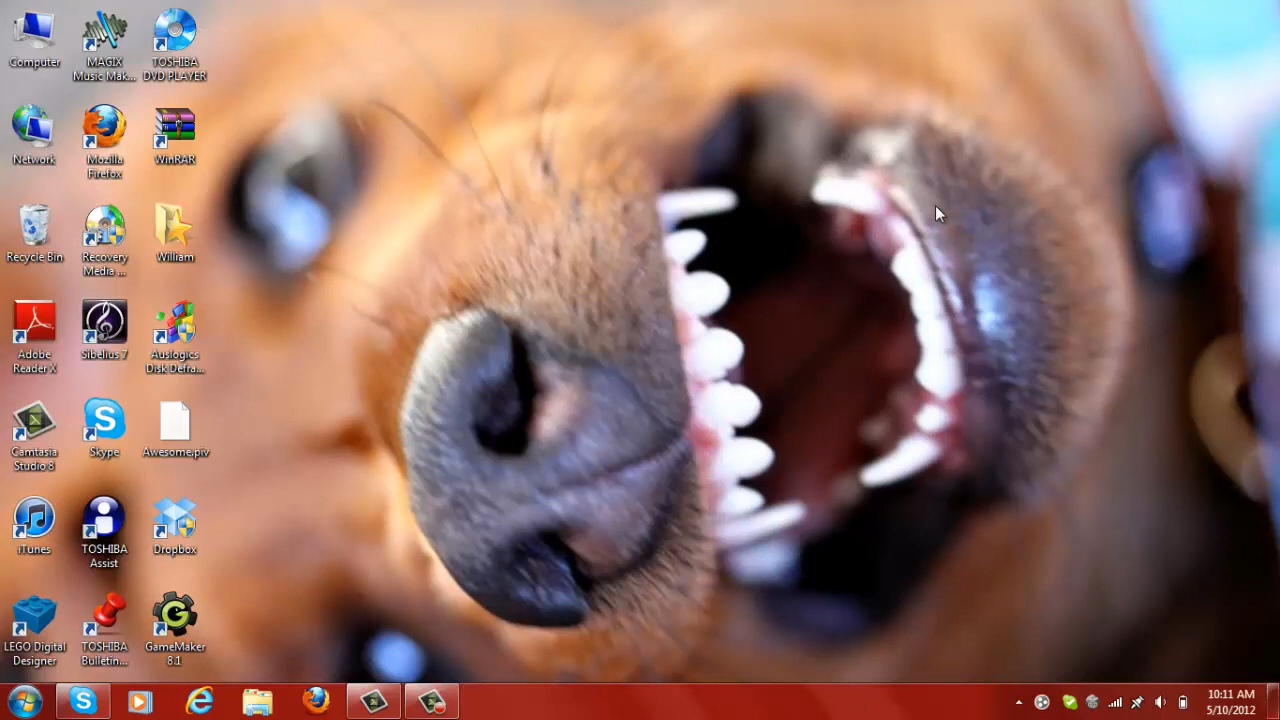 Computer
MAGIX
Music Mak...
TOSHIBA
DVD PLAYER
Network
Mozilla
Firefox
WinRAR
Recycle Bin
Recovery
Media ...
William
Adobe
Reader X
Sibelius 7
Auslogics
Disk Defra...
Camtasia
Studio 8
Skype
Awesome.piv
iTunes
TOSHIBA
Assist
Dropbox
LEGO Digital
Designer
TOSHIBA
Bulletin...
GameMaker
8.1
10:11 AM
5/10/2012